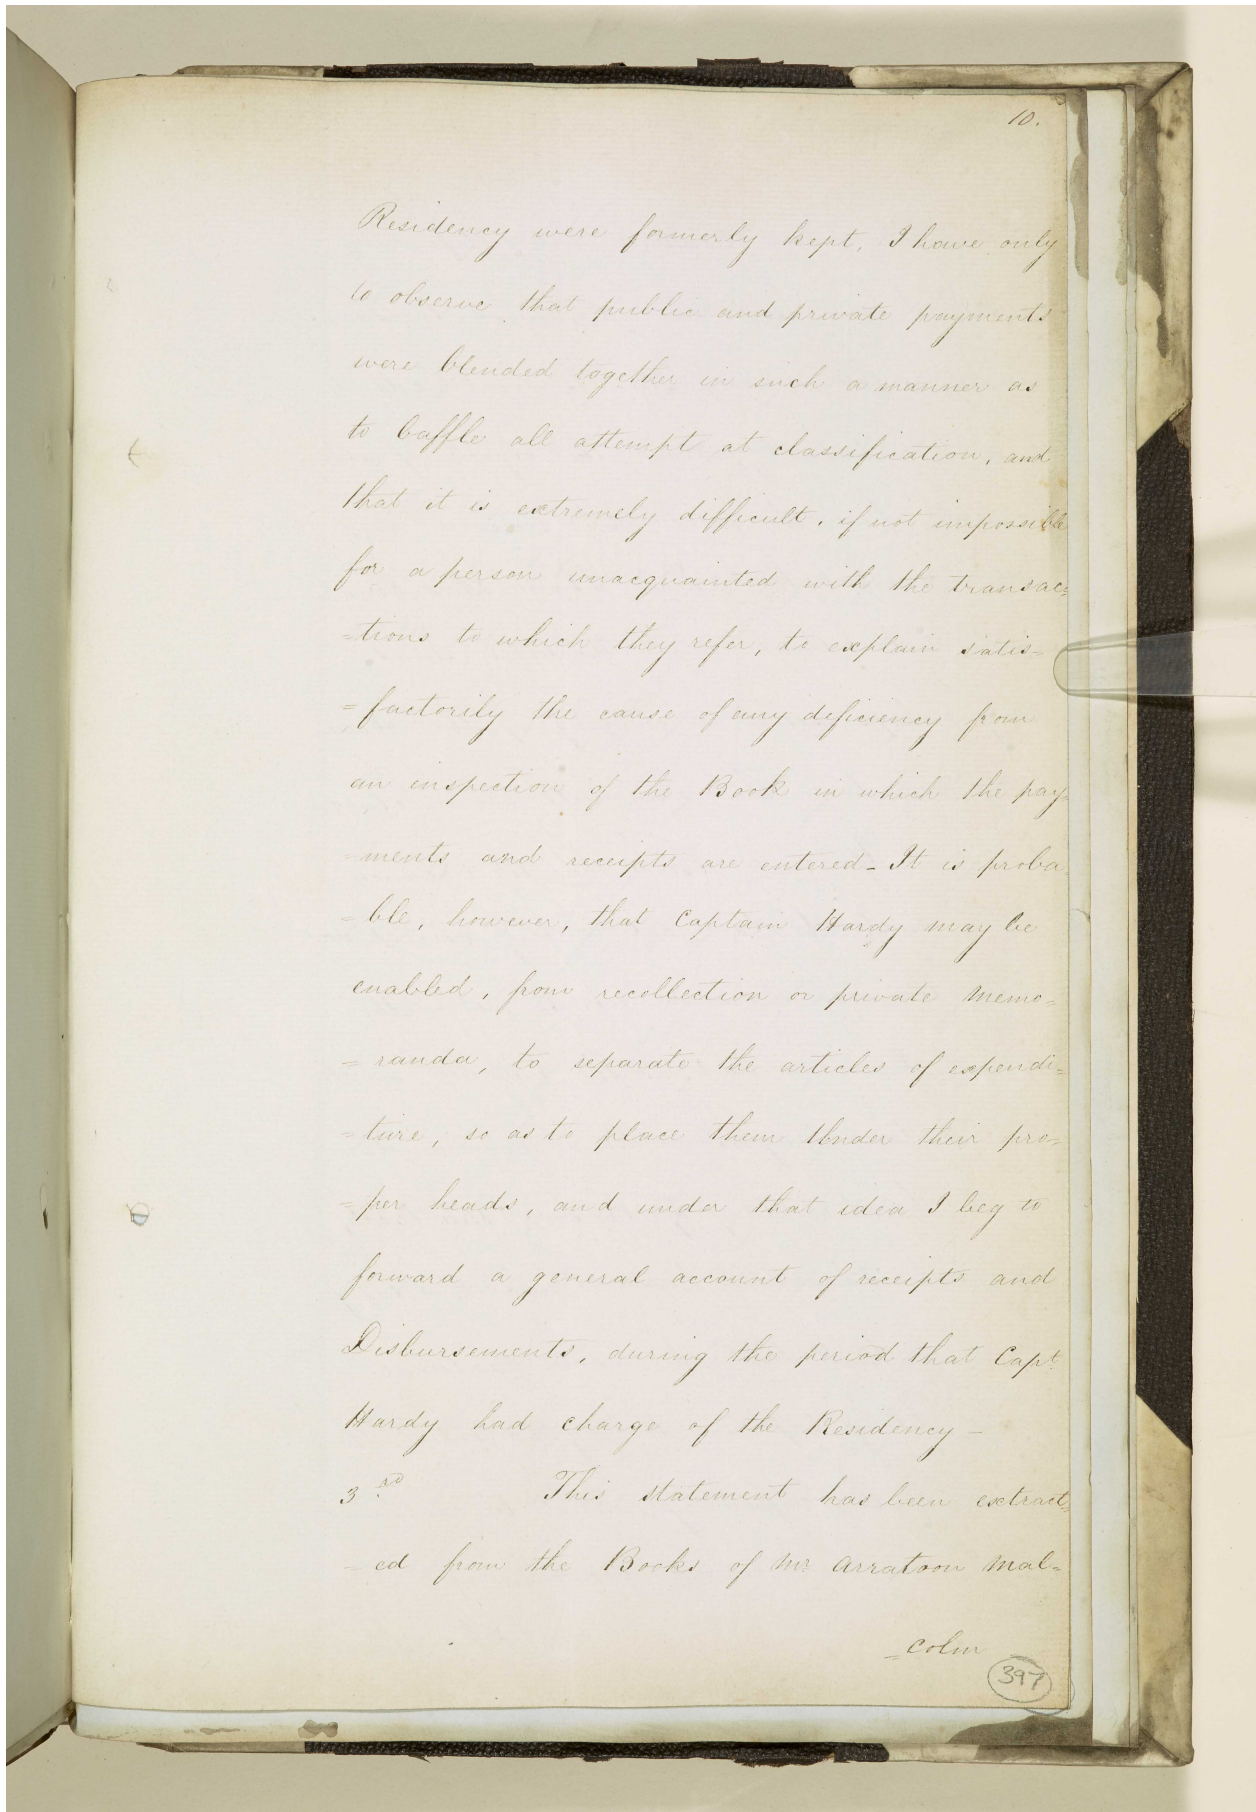 10.
Residency were formerly kept, I have only
to observe that public and private payments
were blended together in such a manner as
to baffle all attempt at classification, and
that it is extremely difficult, if not impossible
for a person unacquainted with the transac=
=tions to which they refer, to explain satis=
=factorily the cause of any deficiency from
an inspection of the Book in which the pay=
=ments and receipts are entered - It is proba=
=ble, however, that Captain Hardy may be
enabled, from recollection or private memo=
=randa, to separate the articles of expendi=
=ture, so as to place them Under their pro=
=per heads, and under that idea I beg to
forward a general account of receipts and
Disbursements, during the period that Capt.
Hardy had charge of the Residency -
3rd This statement has been extract=
=ed from the Books of Mr. Arratoon Mal=
=colm
397